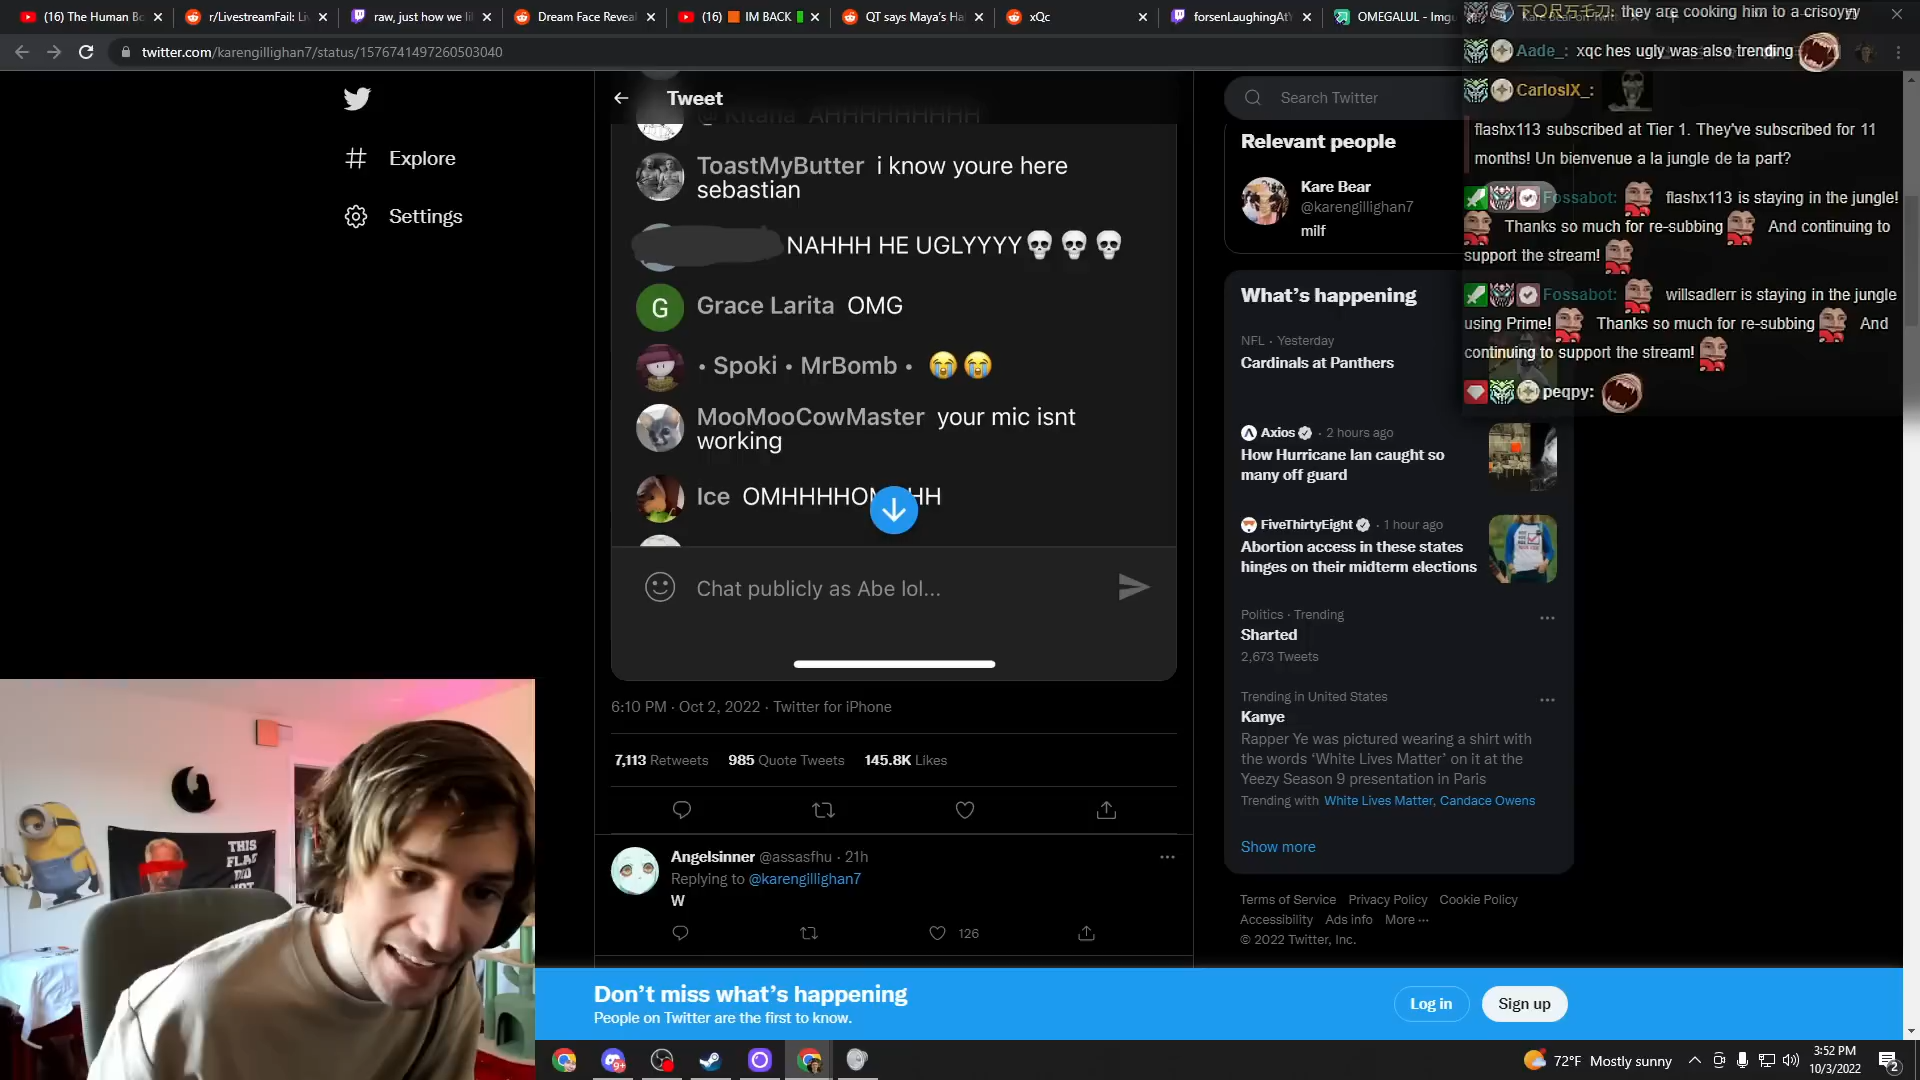 (16) The Human Bo
r/LivestreamFail: Li
raw, just how we li
Dream Face Reveal
(16) IM BACK
QT says Maya's Ha
xQc
forsenLaughingAtY
OMEGALUL - Imgu
twitter.com/karengillighan7/status/1576741497260503040
Explore
Settings
Tweet
@ Kitana AHHHHHHHHH
ToastMyButter i know youre here
sebastian
NAHHH HE UGLYYYY💀💀💀
G Grace Larita OMG
• Spoki • MrBomb • 😭😭
MooMooCowMaster your mic isnt
working
Chat publicly as Abe lol...
6:10 PM · Oct 2, 2022 · Twitter for iPhone
7,113 Retweets 985 Quote Tweets 145.8K Likes
Angelsinner @assasfhu · 21h
Replying to @karengillighan7
W
126
Search Twitter
Relevant people
Kare Bear
@karengillighan7
milf
What's happening
NFL · Yesterday
Cardinals at Panthers
Axios · 2 hours ago
How Hurricane Ian caught so
many off guard
FiveThirtyEight · 1 hour ago
Abortion access in these states
hinges on their midterm elections
Politics · Trending
Sharted
2,673 Tweets
Trending in United States
Kanye
Rapper Ye was pictured wearing a shirt with
the words 'White Lives Matter' on it at the
Yeezy Season 9 presentation in Paris
Trending with White Lives Matter, Candace Owens
Show more
Terms of Service Privacy Policy Cookie Policy
Accessibility Ads info More ···
© 2022 Twitter, Inc.
they are cooking him to a crisoyyy
Aade_: xqc hes ugly was also trending
CarlosIX_:
flashx113 subscribed at Tier 1. They've subscribed for 11
months! Un bienvenue a la jungle de ta part?
Fossabot: flashx113 is staying in the jungle!
Thanks so much for re-subbing And continuing to
support the stream!
Fossabot: willsadlerr is staying in the jungle
using Prime! Thanks so much for re-subbing And
continuing to support the stream!
peqpy:
THIS
FLAG
DID
NOT
Don't miss what's happening
People on Twitter are the first to know.
Log in
Sign up
9+
72°F Mostly sunny
3:52 PM
10/3/2022
2